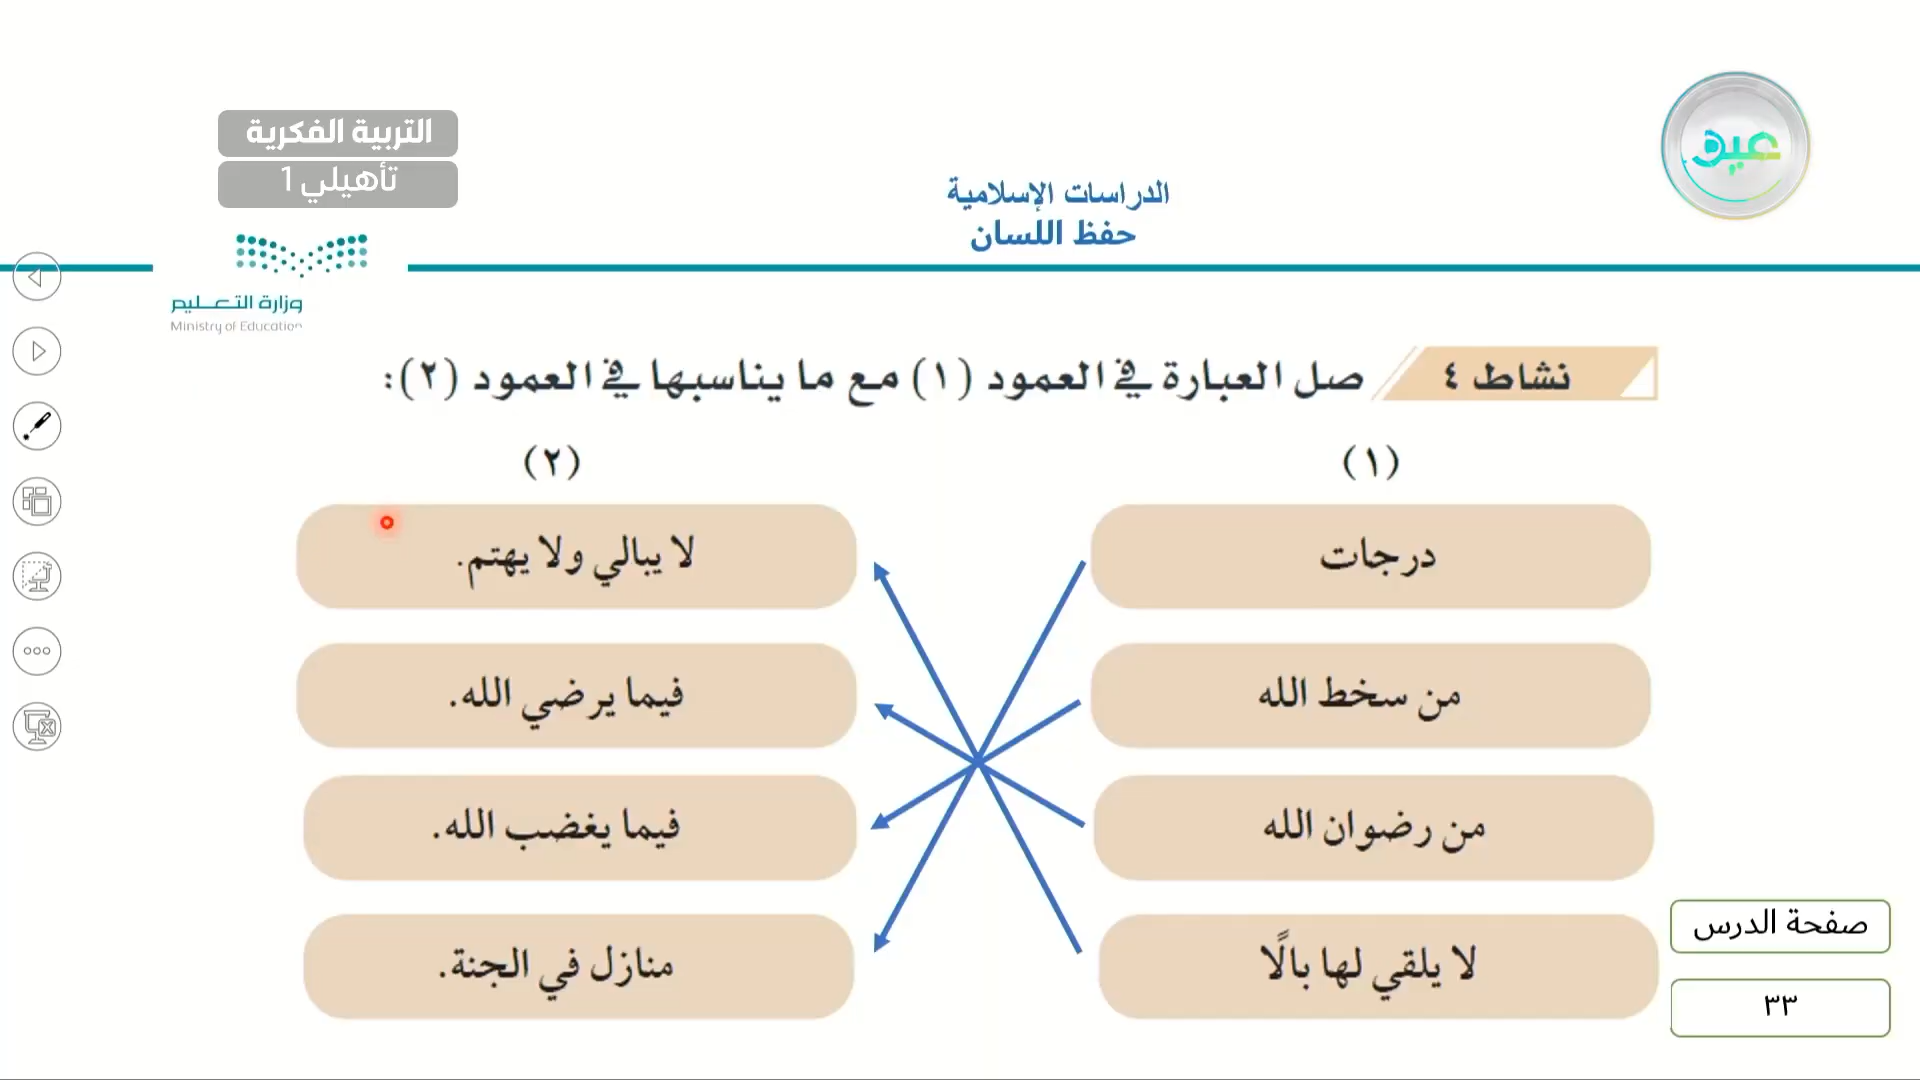 التربية الفكرية
تأهيلي 1
عين
الدراسات الإسلامية
حفظ اللسان
وزارة التعليم
Ministry of Education
نشاط ٤
صل العبارة في العمود (١) مع ما يناسبها في العمود (٢):
(١)
(٢)
درجات
لا يبالي ولا يهتم.
من سخط الله
فيما يرضي الله.
من رضوان الله
فيما يغضب الله.
لا يلقي لها بالًا
منازل في الجنة.
صفحة الدرس
٣٣